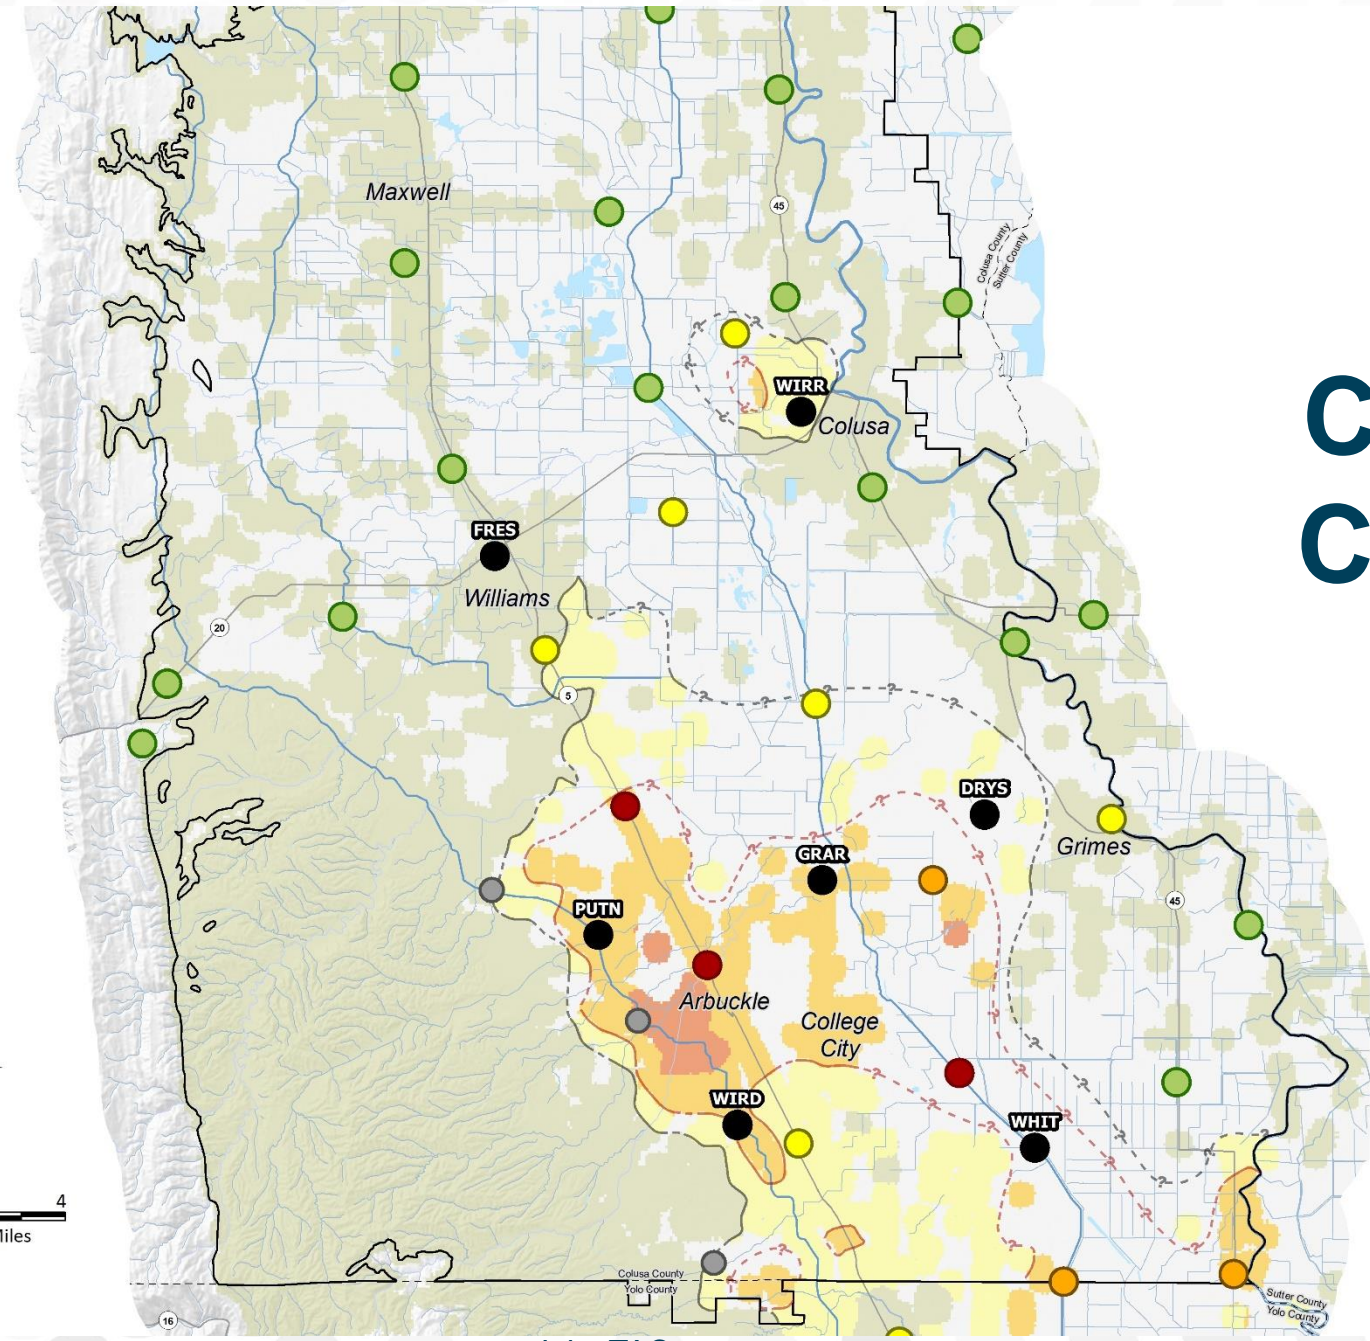 Maxwell
45
Colusa County
Sutter County
WIRR
Colusa
C
FRES
C
Williams
20
5
DRYS
Grimes
GRAR
45
PUTN
Arbuckle
College
City
WIRD
WHIT
4
Miles
Colusa County
Yolo County
Sutter County
Yolo County
16